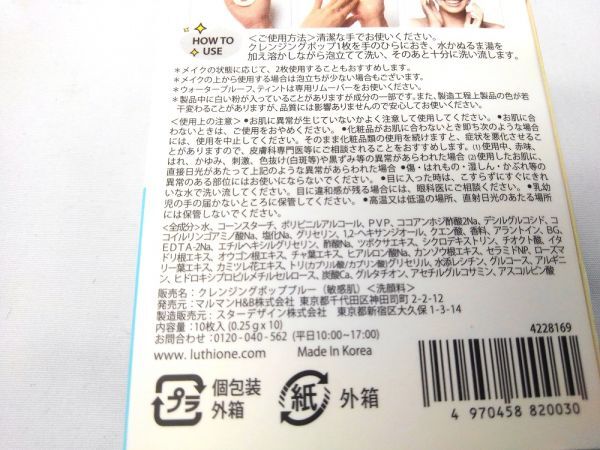 HOW TO
USE
<ご使用方法>清潔な手でお使いください。
クレンジングポップ1枚を手のひらにおき、水かぬるま湯を
加え溶かしながら泡立てて洗い、そのあと十分に洗い流します。
*メイクの状態に応じて、2枚使用することもおすすめします。
*メイクの上から使用する場合は泡立ちが少ない場合もございます。
*ウォータープルーフ、ティントは専用リムーバーをお使いください。
*製品中に白い粉が入っていることがありますが成分の一部です。また、製造工程上製品の色が若
干変わることがありますが、品質には影響ありませんので安心してお使いください。
<使用上の注意>●お肌に異常が生じていないかよく注意して使用してください。●お肌に合
わないときは、ご使用をおやめください。●化粧品がお肌に合わないとき即ち次のような場合
には、使用を中止してください。そのまま化粧品類の使用を続けますと、症状を悪化させるこ
とがありますので、皮膚科専門医等にご相談されることをおすすめします。(1)使用中、赤味、
はれ、かゆみ、刺激、色抜け(白斑等)や黒ずみ等の異常があらわれた場合(2)使用したお肌に、
直接日光があたって上記のような異常があらわれた場合●傷・はれもの・湿しん・かぶれ等の
異常のある部位にはお使いにならないでください。●目に入った時は、こすらずにすぐにきれ
いな水で洗い流してください。目に違和感が残る場合には、眼科医にご相談ください。●乳幼
児の手の届かないところに保管してください。●高温又は低温の場所、直射日光のあたる場所
には保管しないでください。
<全成分>水、コーンスターチ、ポリビニルアルコール、PVP、ココアンホジ酢酸2Na、デシルグルコシド、コ
コイルリンゴアミノ酸Na、塩化Na、グリセリン、1,2-ヘキサンジオール、クエン酸、香料、アラントイン、BG、
EDTA-2Na、エチルヘキシルグリセリン、酢酸Na、ツボクサエキス、シクロデキストリン、チオクト酸、イタ
ドリ根エキス、オウゴン根エキス、チャ葉エキス、ヒアルロン酸Na、カンゾウ根エキス、セラミドNP、ローズマ
リー葉エキス、カミツレ花エキス、トリ(カプリル/カプリン酸)グリセリル、水添レシチン、グルコース、アルギニ
ン、ヒドロキシプロピルメチルセルロース、炭酸Ca、グルタチオン、アセチルグルコサミン、アスコルビン酸
販売名：クレンジングポップブルー (敏感肌) <洗顔料>
発売元：マルマンH&B株式会社 東京都千代田区神田司町 2-2-12
製造販売元：スターデザイン株式会社 東京都新宿区大久保 1-3-14
内容量：10枚入 (0.25g x 10)
お問合わせ：0120-040-562 (平日10:00~17:00)
www.luthione.com Made in Korea
4228169
プラ
個包装
外箱
紙
外箱
4 970458 820030